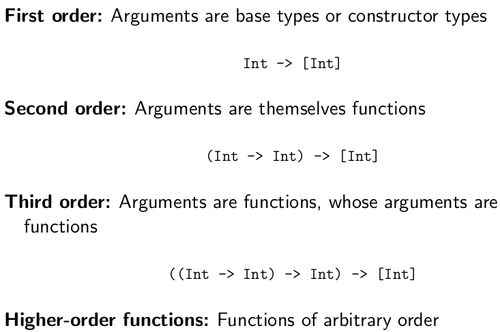 First order: Arguments are base types or constructor types
Int -> [Int]
Second order: Arguments are themselves functions
(Int -> Int) -> [Int]
Third order: Arguments are functions, whose arguments are
functions
((Int -> Int) -> Int) -> [Int]
Higher-order functions: Functions of arbitrary order